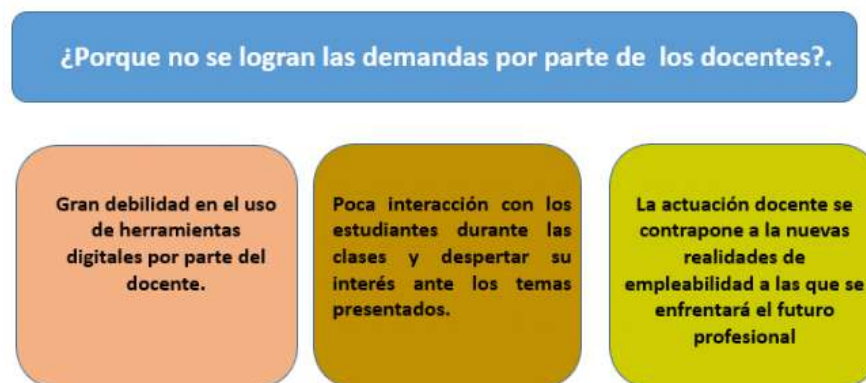 ¿Porque no se logran las demandas por parte de los docentes?.
Gran debilidad en el uso
de herramientas
digitales por parte del
docente.
Poca interacción con los
estudiantes durante las
clases y despertar su
interés ante los temas
presentados.
La actuación docente se
contrapone a la nuevas
realidades de
empleabilidad a las que se
enfrentará el futuro
profesional